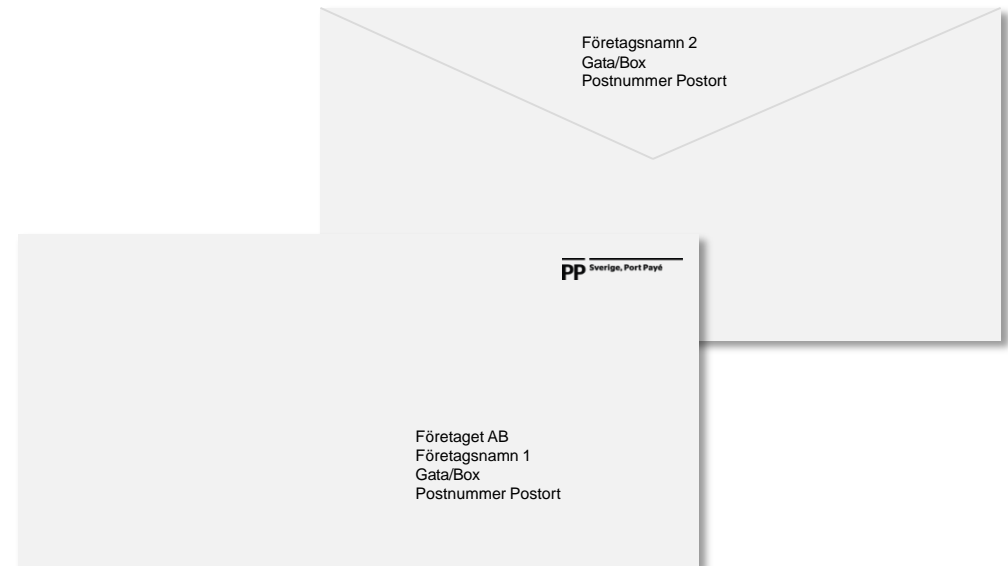 Företagsnamn 2
Gata/Box
Postnummer Postort
PP Sverige, Port Payé
Företaget AB
Företagsnamn 1
Gata/Box
Postnummer Postort